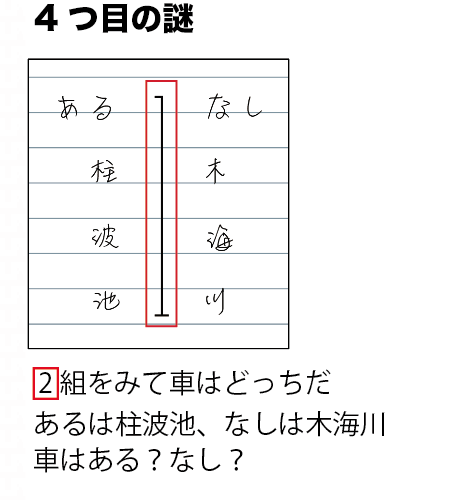 4つ目の謎
ある なし
柱 木
波 海
池 川
2組をみて車はどっちだ
あるは柱波池、なしは木海川
車はある？なし？